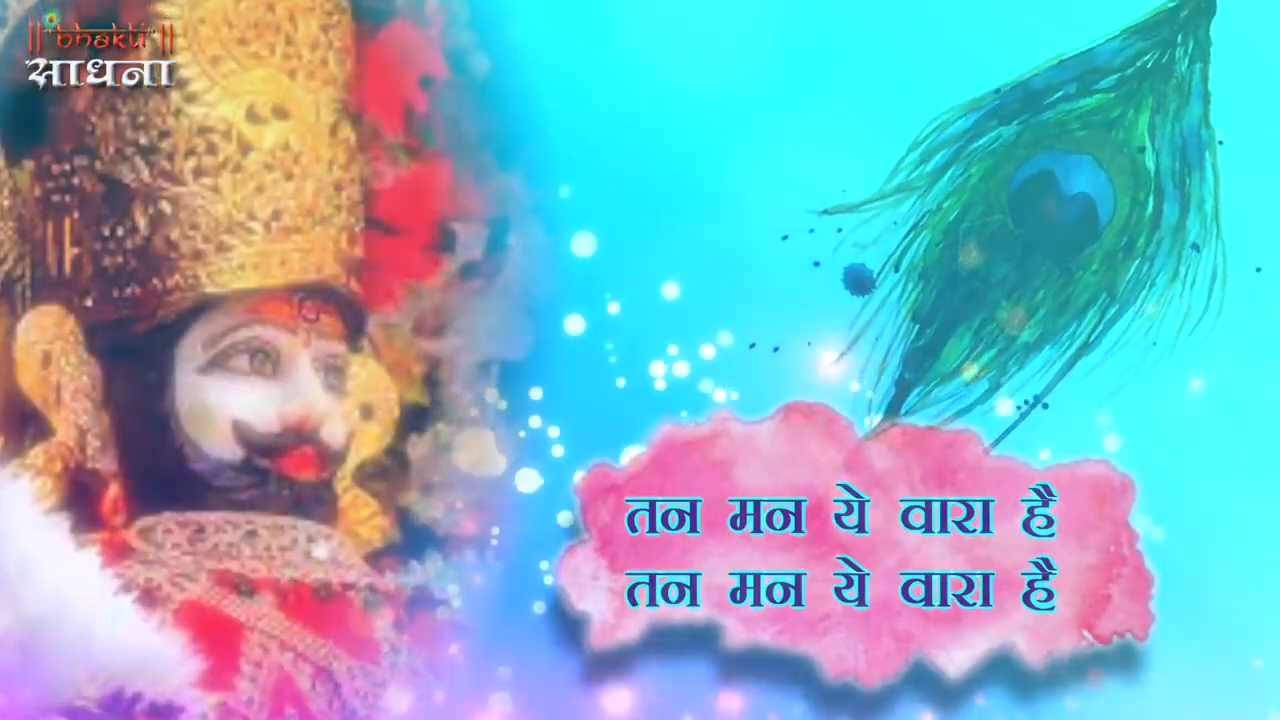 || bhakti ||
साधना
तन मन ये वारा है
तन मन ये वारा है